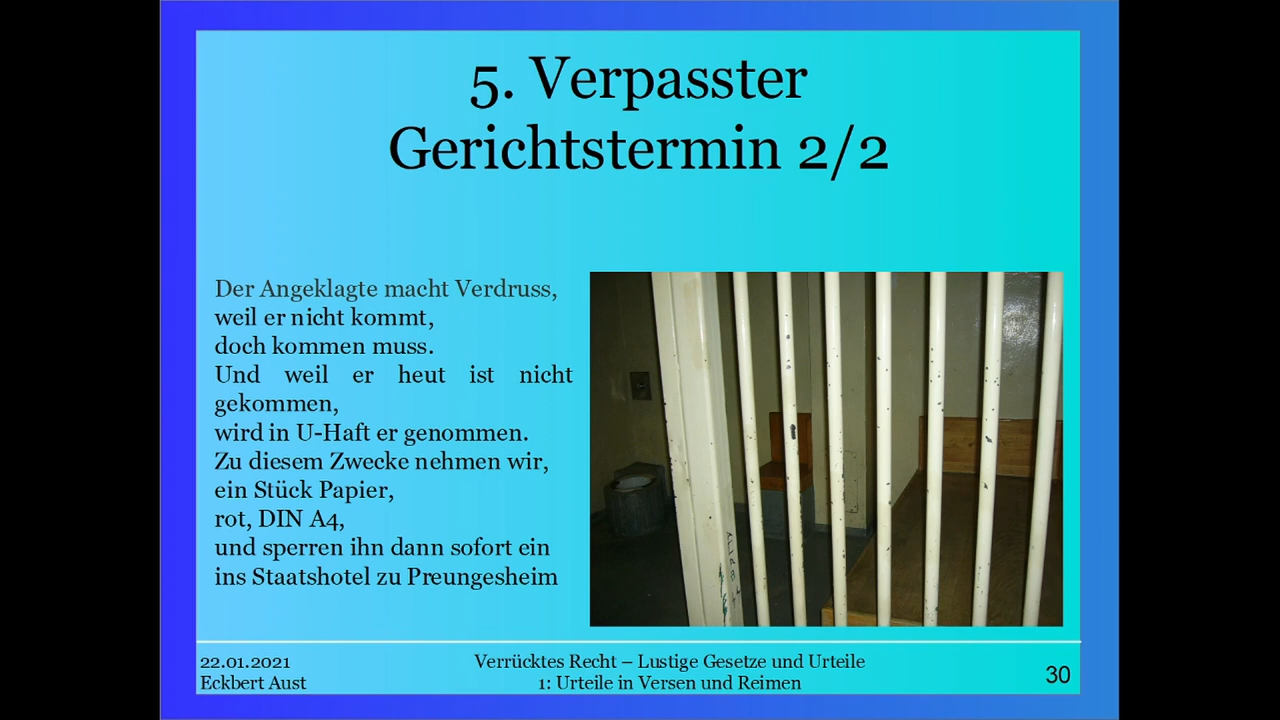 5. Verpasster
Gerichtstermin 2/2
Der Angeklagte macht Verdruss,
weil er nicht kommt,
doch kommen muss.
Und weil er heut ist nicht
gekommen,
wird in U-Haft er genommen.
Zu diesem Zwecke nehmen wir,
ein Stück Papier,
rot, DIN A4,
und sperren ihn dann sofort ein
ins Staatshotel zu Preungesheim
22.01.2021
Eckbert Aust
Verrücktes Recht – Lustige Gesetze und Urteile
1: Urteile in Versen und Reimen
30